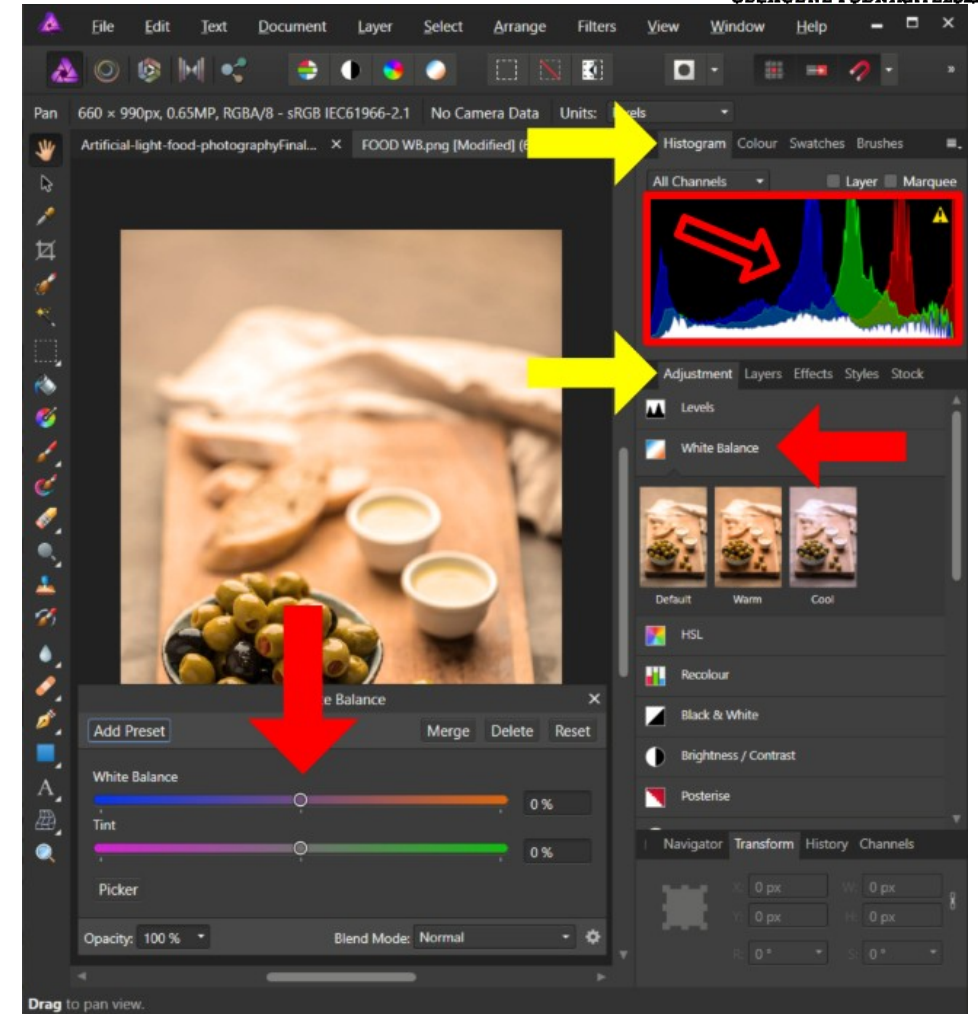 File Edit Text Document Layer Select Arrange Filters View Window Help
Pan 660 × 990px, 0.65MP, RGBA/8 - sRGB IEC61966-2.1 No Camera Data Units:
Artificial-light-food-photographyFinal... × FOOD WB.png [Modified]
Histogram Colour Swatches Brushes
All Channels Layer Marquee
Adjustment Layers Effects Styles Stock
Levels
White Balance
Default Warm Cool
HSL
Recolour
Black & White
Brightness / Contrast
Posterise
Balance ×
Add Preset Merge Delete Reset
White Balance
0 %
Tint
0 %
Picker
Opacity: 100 % Blend Mode: Normal
Navigator Transform History Channels
X: 0 px W: 0 px
Y: 0 px H: 0 px
R: 0 ° S: 0 °
Drag to pan view.